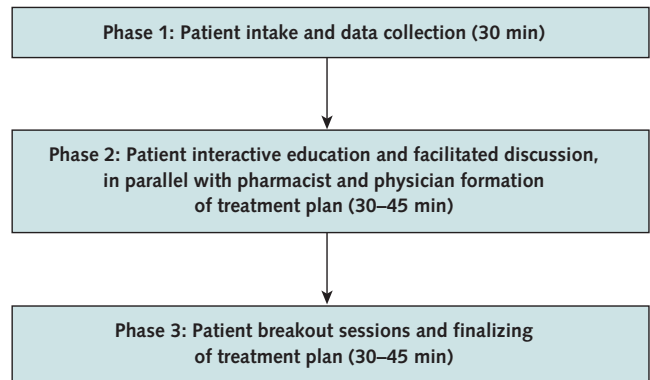 Phase 1: Patient intake and data collection (30 min)
Phase 2: Patient interactive education and facilitated discussion,
in parallel with pharmacist and physician formation
of treatment plan (30–45 min)
Phase 3: Patient breakout sessions and finalizing
of treatment plan (30–45 min)